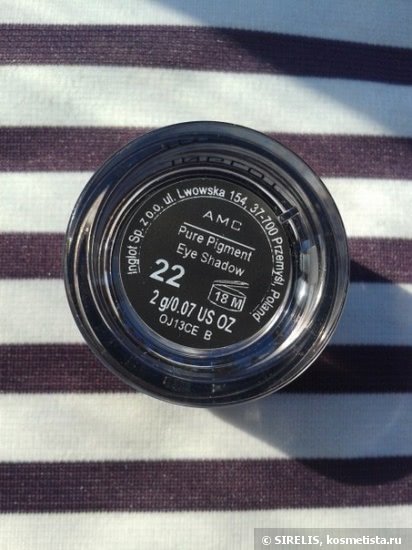 Inglot Sp. z o.o. ul. Lwowska 154, 37-700 Przemyśl, Poland
AMC
Pure Pigment
Eye Shadow
22
18 M
2 g/0.07 US OZ
OJ13CE B
© SIRELIS, kosmetista.ru